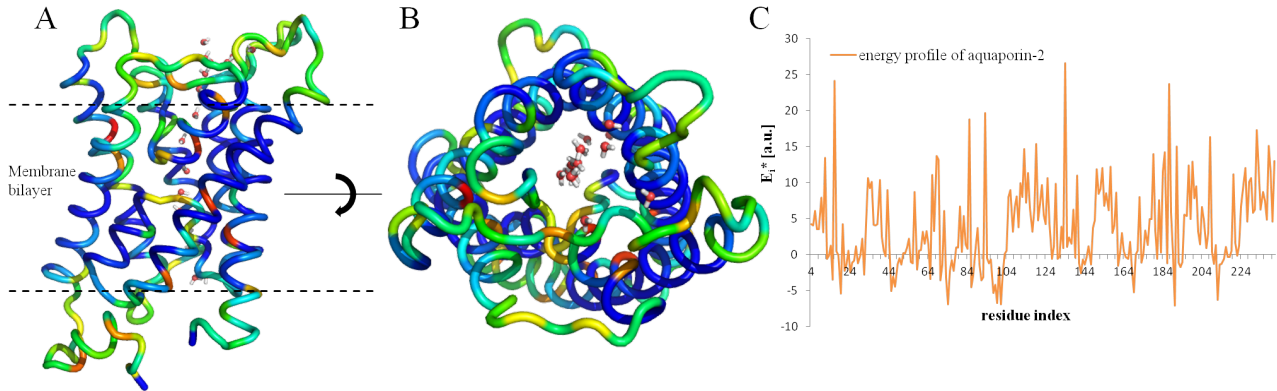 A
B
C
Membrane
bilayer
*
energy profile of aquaporin-2
E_i [a.u.]
30
25
20
15
10
5
0
-5
-10
4 24 44 64 84 104 124 144 164 184 204 224
residue index